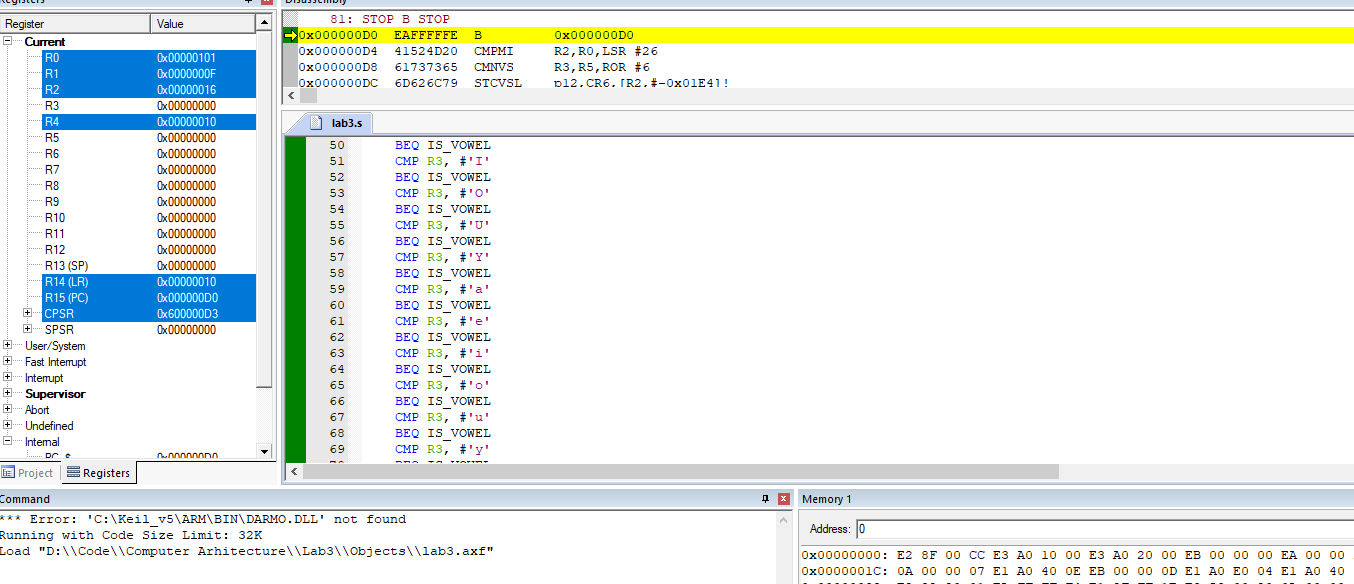 Registers
Register Value
Current
R0 0x00000101
R1 0x0000000F
R2 0x00000016
R3 0x00000000
R4 0x00000010
R5 0x00000000
R6 0x00000000
R7 0x00000000
R8 0x00000000
R9 0x00000000
R10 0x00000000
R11 0x00000000
R12 0x00000000
R13 (SP) 0x00000000
R14 (LR) 0x00000010
R15 (PC) 0x000000D0
CPSR 0x600000D3
SPSR 0x00000000
User/System
Fast Interrupt
Interrupt
Supervisor
Abort
Undefined
Internal
PC $ 0x000000D0
Project Registers
Disassembly
81: STOP B STOP
0x000000D0 EAFFFFFE B 0x000000D0
0x000000D4 41524D20 CMPMI R2,R0,LSR #26
0x000000D8 61737365 CMNVS R3,R5,ROR #6
0x000000DC 6D626C79 STCVSL p12,CR6,[R2,#-0x01E4]!
lab3.s
50 BEQ IS_VOWEL
51 CMP R3, #'I'
52 BEQ IS_VOWEL
53 CMP R3, #'O'
54 BEQ IS_VOWEL
55 CMP R3, #'U'
56 BEQ IS_VOWEL
57 CMP R3, #'Y'
58 BEQ IS_VOWEL
59 CMP R3, #'a'
60 BEQ IS_VOWEL
61 CMP R3, #'e'
62 BEQ IS_VOWEL
63 CMP R3, #'i'
64 BEQ IS_VOWEL
65 CMP R3, #'o'
66 BEQ IS_VOWEL
67 CMP R3, #'u'
68 BEQ IS_VOWEL
69 CMP R3, #'y'
70 BEQ IS_VOWEL
Command
*** Error: 'C:\Keil_v5\ARM\BIN\DARMO.DLL' not found
Running with Code Size Limit: 32K
Load "D:\\Code\\Computer Arhitecture\\Lab3\\Objects\\lab3.axf"
Memory 1
Address: 0
0x00000000: E2 8F 00 CC E3 A0 10 00 E3 A0 20 00 EB 00 00 00 EA 00 00
0x0000001C: 0A 00 00 07 E1 A0 40 0E EB 00 00 0D E1 A0 E0 04 E1 A0 40